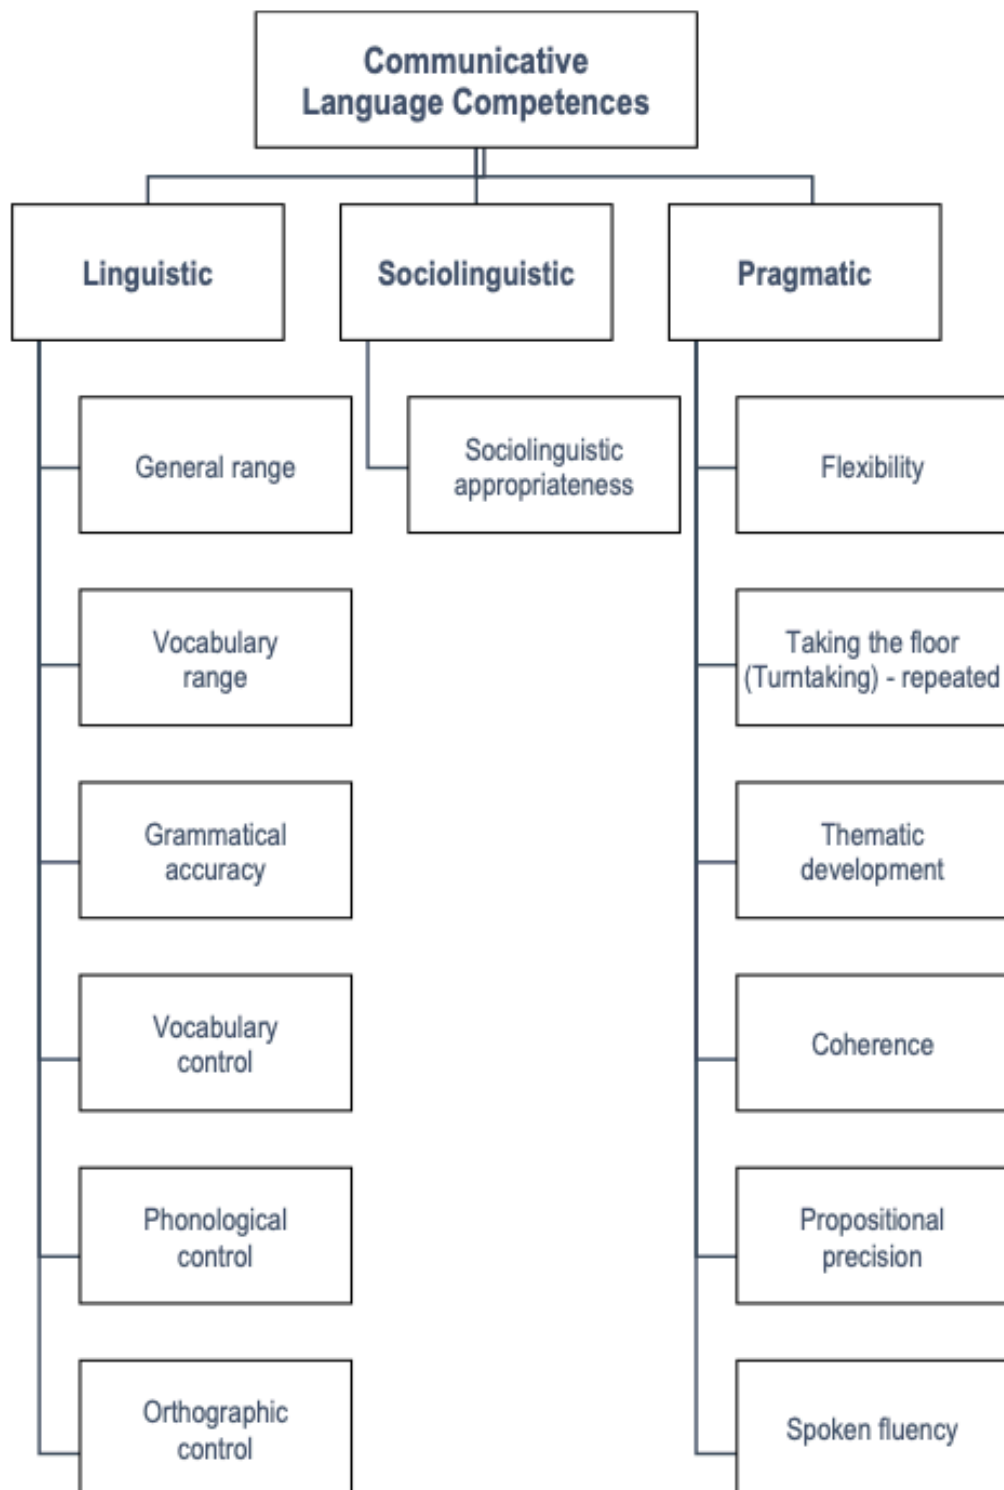 Communicative
Language Competences
Linguistic
Sociolinguistic
Pragmatic
General range
Sociolinguistic
appropriateness
Flexibility
Vocabulary
range
Taking the floor
(Turntaking) - repeated
Grammatical
accuracy
Thematic
development
Vocabulary
control
Coherence
Phonological
control
Propositional
precision
Orthographic
control
Spoken fluency